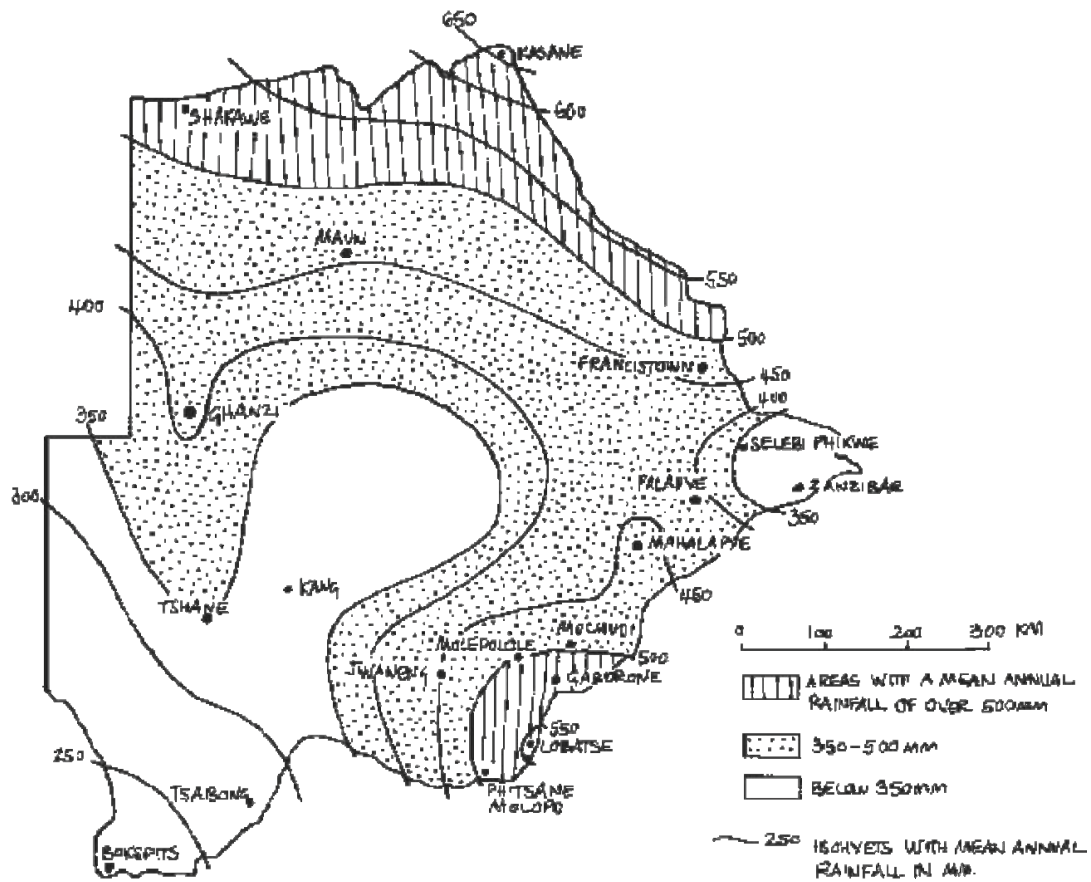 650
KASANE
SHAKAWE
600
MAUN
550
400
500
FRANCISTOWN
450
400
GHANZI
350
SELEBI PHIKWE
ZANZIBAR
300
PALAPYE
350
MAHALAPYE
KANG
450
TSHANE
0 100 200 300 KM
MOCHUDI
MOLEPOLOLE
500
JWANENG
GABORONE
AREAS WITH A MEAN ANNUAL
RAINFALL OF OVER 500MM
550
LOBATSE
350-500 MM
250
TSABONG
PHITSANE
MOLOPO
BELOW 350MM
BOKSPITS
250 ISOHYETS WITH MEAN ANNUAL
RAINFALL IN MM.